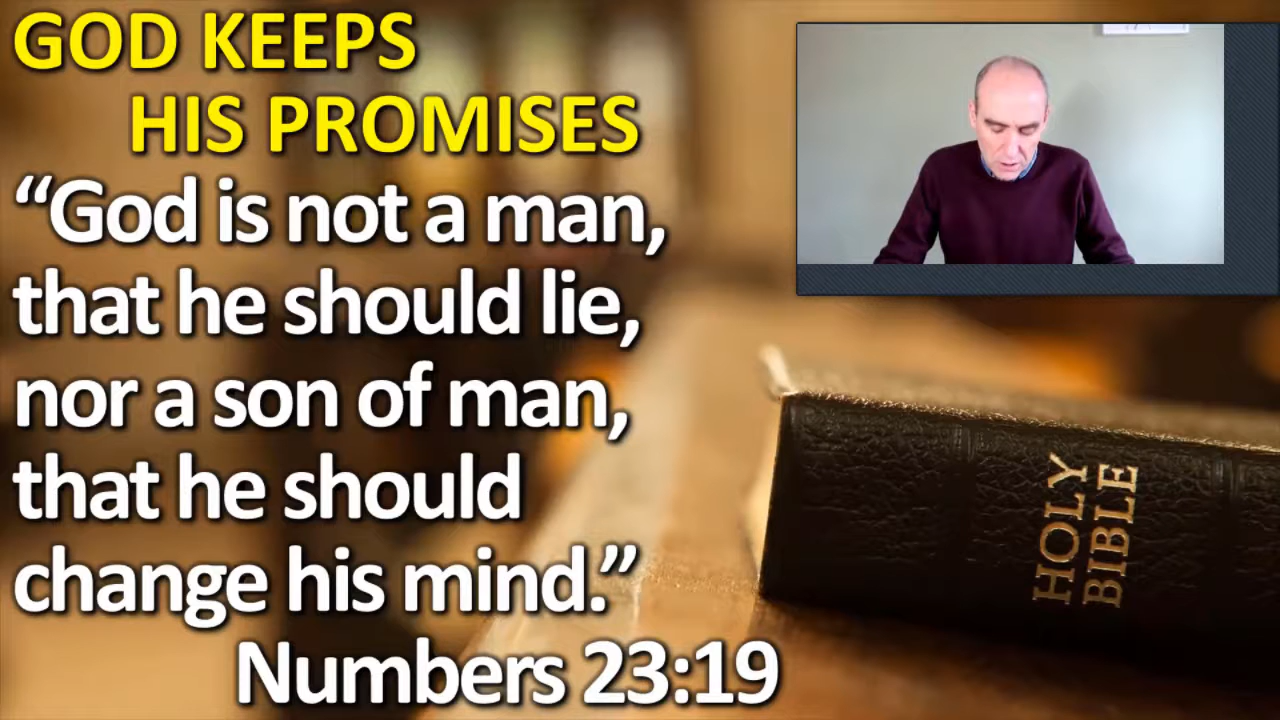 GOD KEEPS
HIS PROMISES
“God is not a man,
that he should lie,
nor a son of man,
that he should
change his mind.”
Numbers 23:19
HOLY
BIBLE